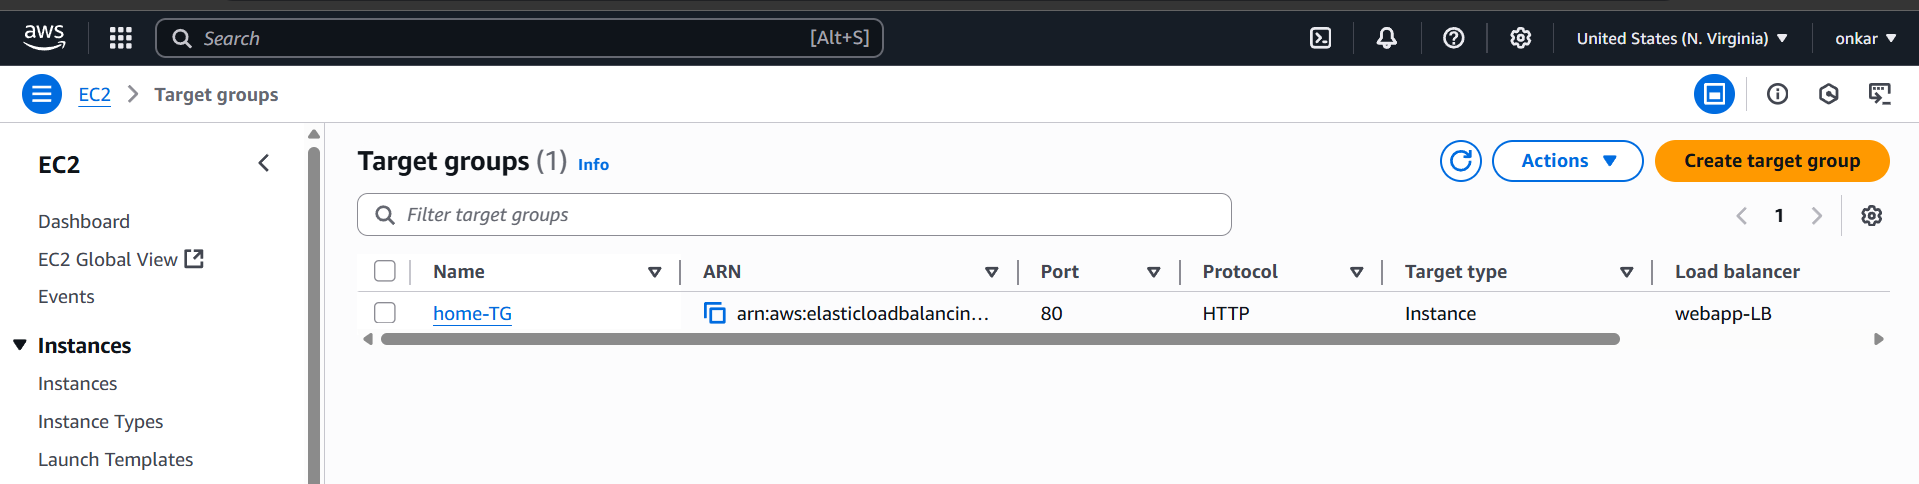 aws Search [Alt+S] United States (N. Virginia) onkar
EC2 Target groups
EC2
Dashboard
EC2 Global View
Events
Instances
Instances
Instance Types
Launch Templates
Target groups (1) Info Actions Create target group
Filter target groups 1
Name ARN Port Protocol Target type Load balancer
home-TG arn:aws:elasticloadbalancin... 80 HTTP Instance webapp-LB